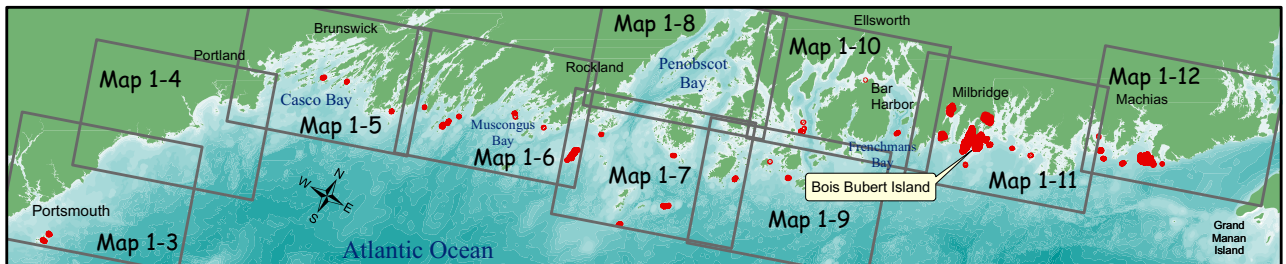 Map 1-8
Ellsworth
Brunswick
Map 1-10
Portland
Map 1-4
Rockland
Penobscot
Bay
Map 1-12
Bar
Harbor
Milbridge
Machias
Casco Bay
Map 1-5
Muscongus
Bay
Map 1-6
Frenchmans
Bay
Map 1-7
Map 1-11
Bois Bubert Island
N
W
E
S
Portsmouth
Map 1-3
Map 1-9
Atlantic Ocean
Grand
Manan
Island